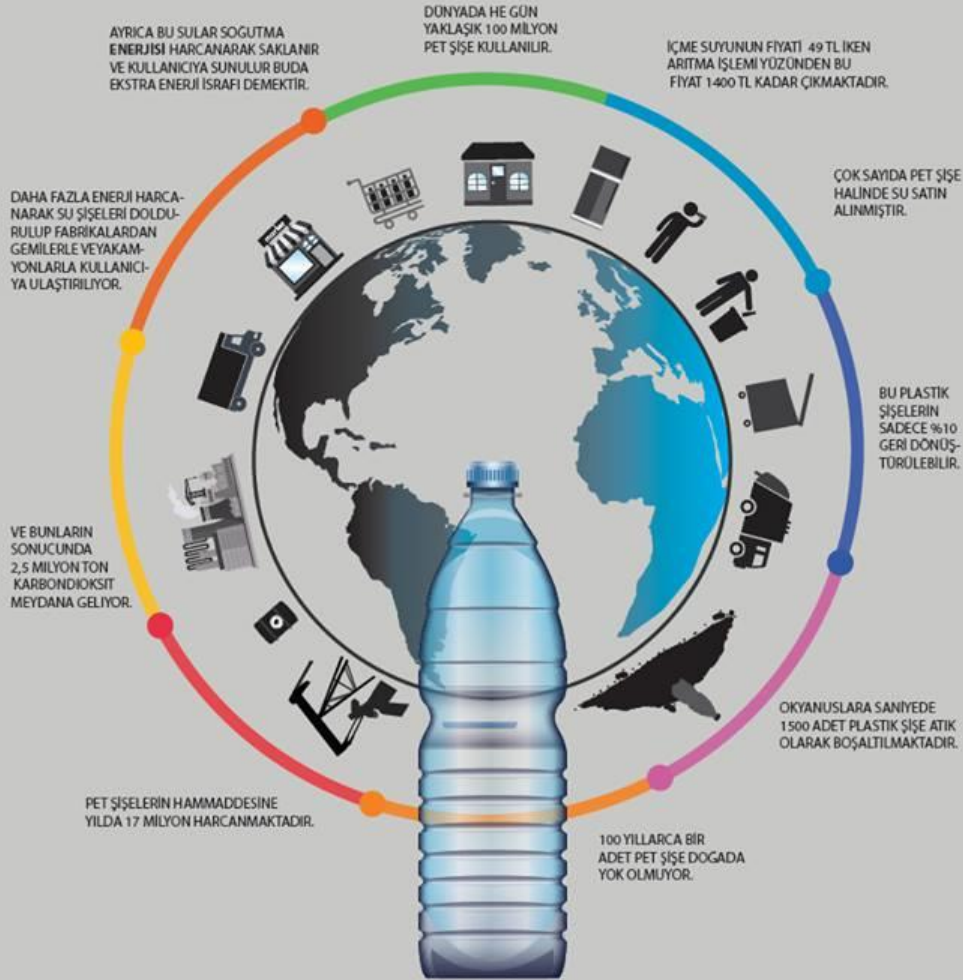 DÜNYADA HE GÜN
YAKLAŞIK 100 MİLYON
PET ŞİŞE KULLANILIR.
İÇME SUYUNUN FİYATİ 49 TL İKEN
ARITMA İŞLEMİ YÜZÜNDEN BU
FİYAT 1400 TL KADAR ÇIKMAKTADIR.
ÇOK SAYIDA PET ŞİŞE
HALİNDE SU SATIN
ALINMIŞTIR.
BU PLASTİK
ŞİŞELERİN
SADECE %10
GERİ DÖNÜŞ-
TÜRÜLEBİLİR.
OKYANUSLARA SANİYEDE
1500 ADET PLASTİK ŞİŞE ATIK
OLARAK BOŞALTILMAKTADIR.
100 YILLARCA BİR
ADET PET ŞİŞE DOGADA
YOK OLMUYOR.
PET ŞİŞELERİN HAMMADDESİNE
YILDA 17 MİLYON HARCANMAKTADIR.
VE BUNLARIN
SONUCUNDA
2,5 MİLYON TON
KARBONDIOKSIT
MEYDANA GELİYOR.
DAHA FAZLA ENERJİ HARCA-
NARAK SU ŞİŞELERİ DOLDU-
RULUP FABRİKALARDAN
GEMİLERLE VEYAKAM-
YONLARLA KULLANICI-
YA ULAŞTIRILIYOR.
AYRICA BU SULAR SOĞUTMA
ENERJİSİ HARCANARAK SAKLANIR
VE KULLANICIYA SUNULUR BUDA
EKSTRA ENERJİ İSRAFI DEMEKTİR.